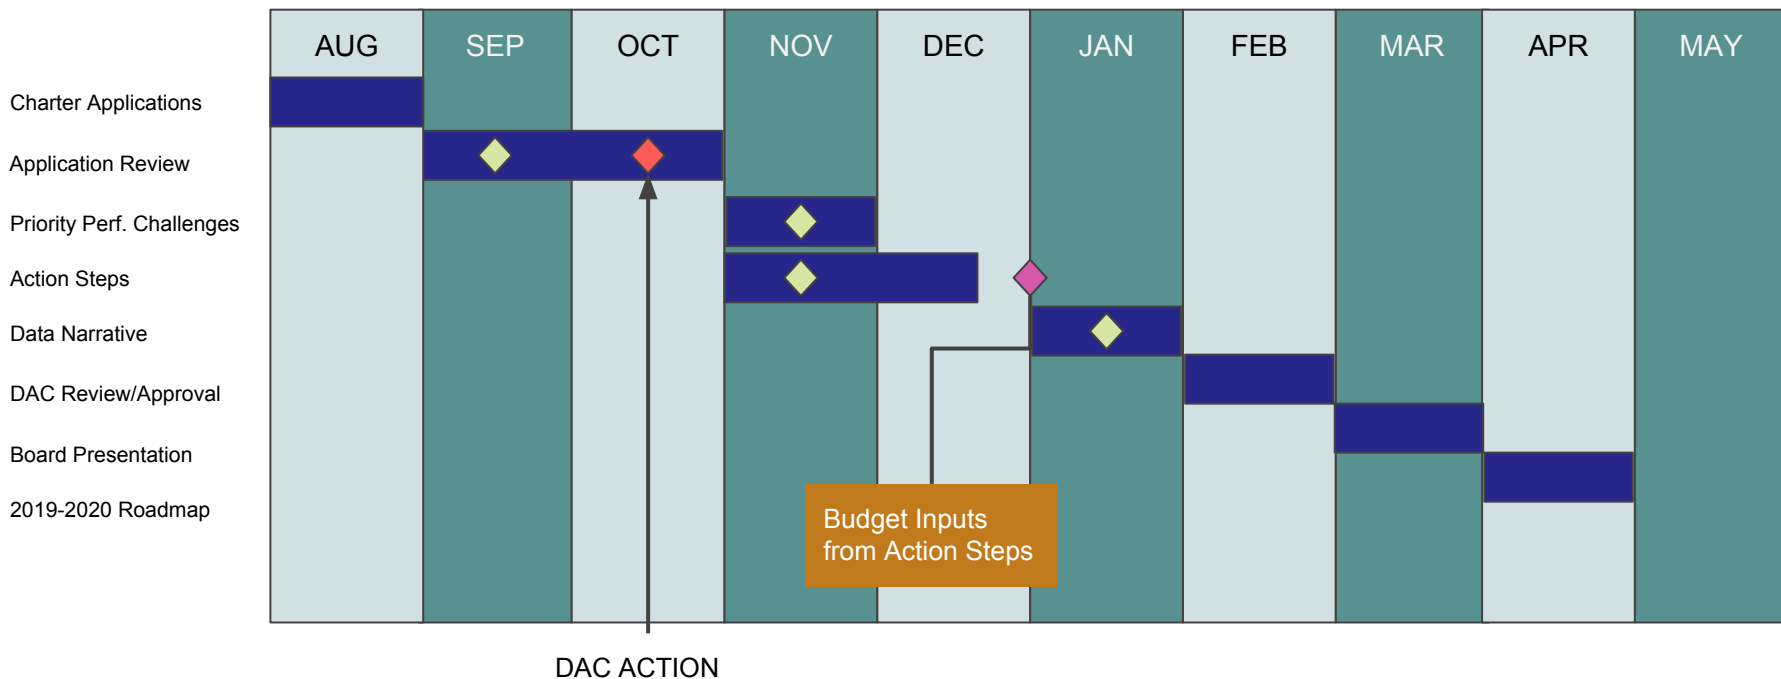 AUG SEP OCT NOV DEC JAN FEB MAR APR MAY
Charter Applications
Application Review
Priority Perf. Challenges
Action Steps
Data Narrative
DAC Review/Approval
Board Presentation
2019-2020 Roadmap
Budget Inputs
from Action Steps
DAC ACTION